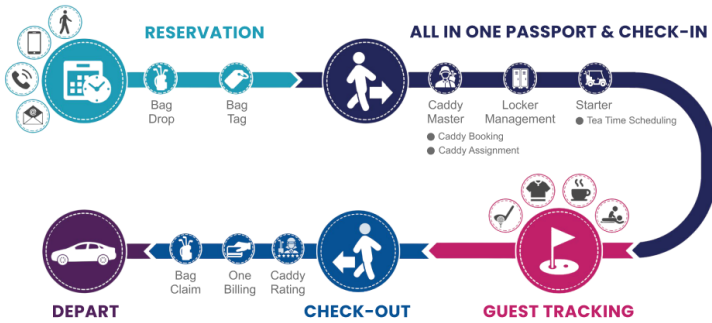 RESERVATION
ALL IN ONE PASSPORT & CHECK-IN
Bag
Drop
Bag
Tag
Caddy
Master
● Caddy Booking
● Caddy Assignment
Locker
Management
Starter
● Tea Time Scheduling
Bag
Claim
One
Billing
Caddy
Rating
DEPART
CHECK-OUT
GUEST TRACKING